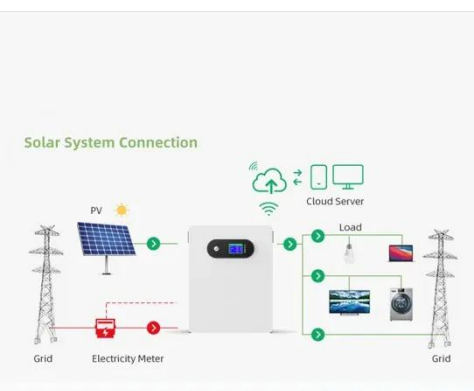 Solar System Connection
Cloud Server
PV
Load
Grid
Electricity Meter
Grid